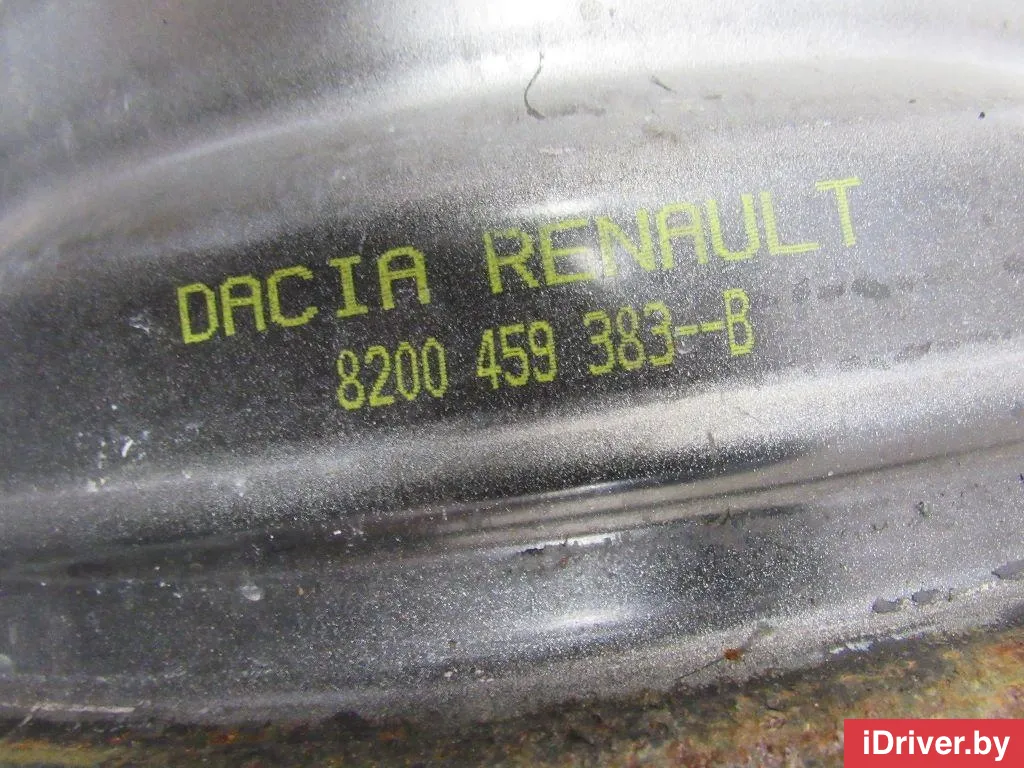 DACIA RENAULT
8200 459 383--B
iDriver.by